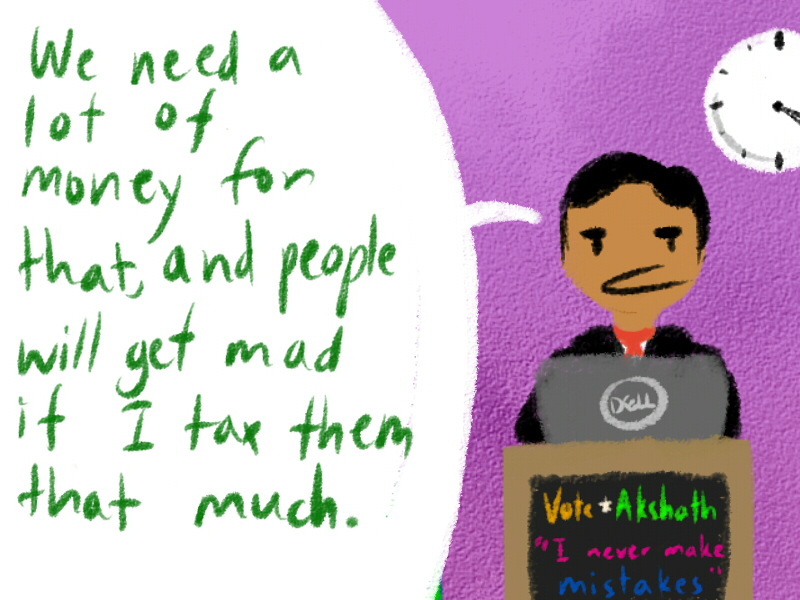 We need a
lot of
money for
that, and people
will get mad
if I tax them
that much.
DELL
Vote * Akshath
"I never make
mistakes"